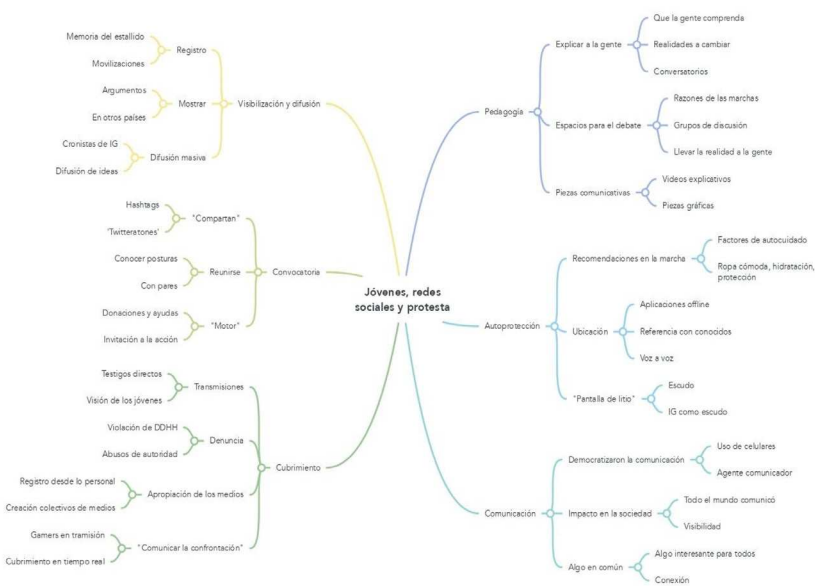 Jóvenes, redes
sociales y protesta
Visibilización y difusión
Registro
Memoria del estallido
Movilizaciones
Mostrar
Argumentos
En otros países
Difusión masiva
Cronistas de IG
Difusión de ideas
Convocatoria
"Compartan"
Hashtags
'Twitteratones'
Reunirse
Conocer posturas
Con pares
"Motor"
Donaciones y ayudas
Invitación a la acción
Cubrimiento
Transmisiones
Testigos directos
Visión de los jóvenes
Denuncia
Violación de DDHH
Abusos de autoridad
Apropiación de los medios
Registro desde lo personal
Creación colectivos de medios
"Comunicar la confrontación"
Gamers en tramisión
Cubrimiento en tiempo real
Pedagogía
Explicar a la gente
Que la gente comprenda
Realidades a cambiar
Conversatorios
Espacios para el debate
Razones de las marchas
Grupos de discusión
Llevar la realidad a la gente
Piezas comunicativas
Videos explicativos
Piezas gráficas
Autoprotección
Recomendaciones en la marcha
Factores de autocuidado
Ropa cómoda, hidratación,
protección
Ubicación
Aplicaciones offline
Referencia con conocidos
Voz a voz
"Pantalla de litio"
Escudo
IG como escudo
Comunicación
Democratizaron la comunicación
Uso de celulares
Agente comunicador
Impacto en la sociedad
Todo el mundo comunicó
Visibilidad
Algo en común
Algo interesante para todos
Conexión